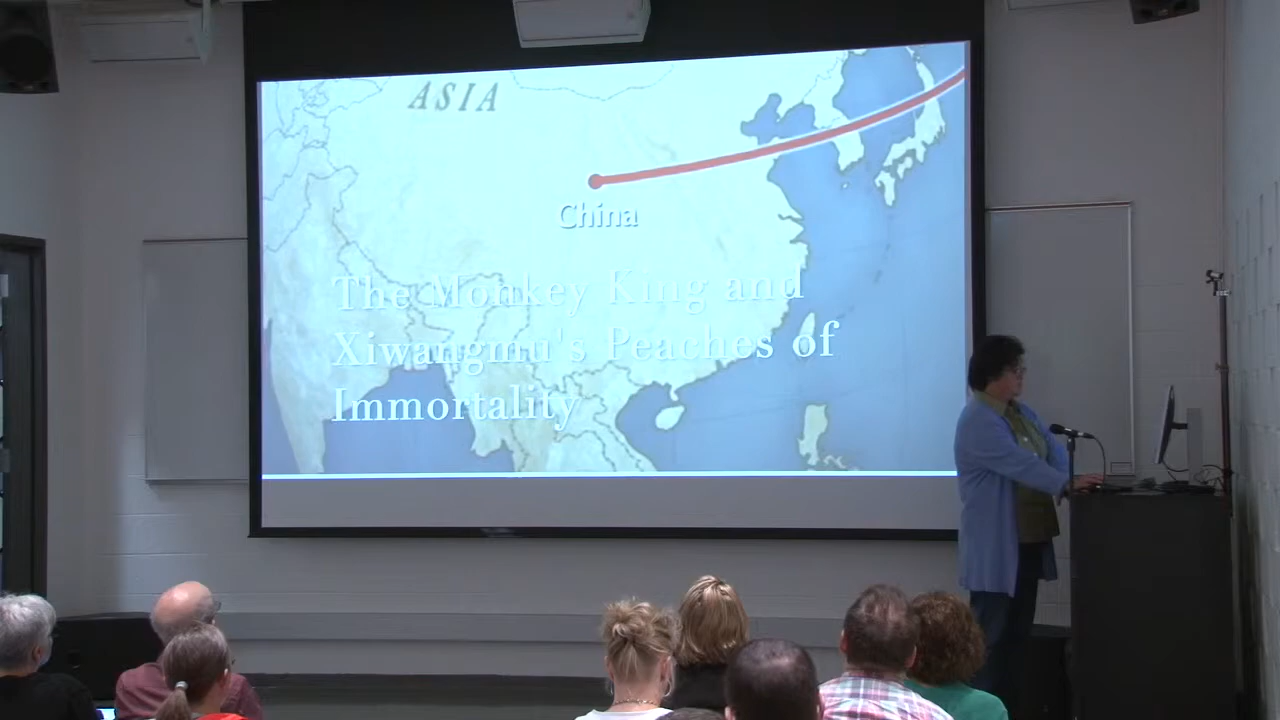 ASIA
China
The Monkey King and
Xiwangmu's Peaches of
Immortality